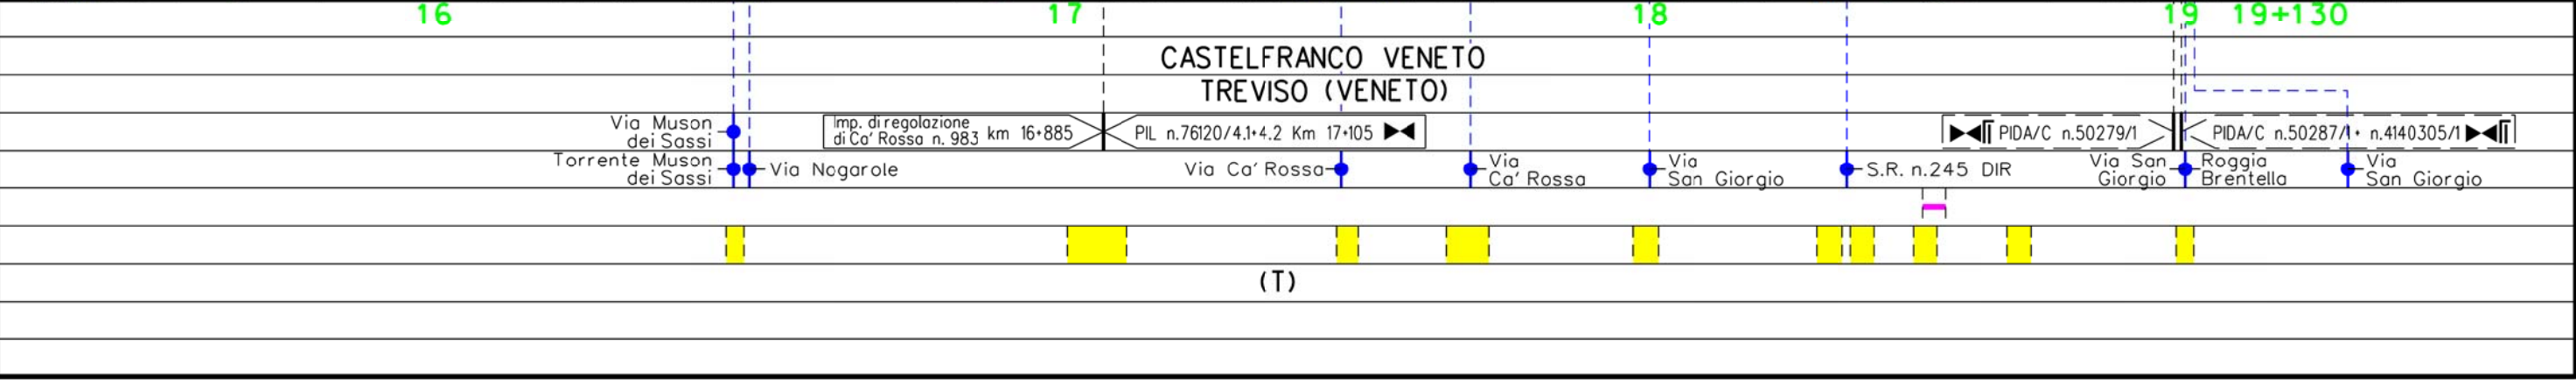 16 17 18 19 19+130
CASTELFRANCO VENETO
TREVISO (VENETO)
Via Muson
dei Sassi
Imp. di regolazione
di Ca' Rossa n. 983 km 16+885
PIL n.76120/4.1+4.2 Km 17+105
PIDA/C n.50279/1
PIDA/C n.50287/1+ n.4140305/1
Torrente Muson
dei Sassi
Via Nogarole
Via Ca' Rossa
Via
Ca' Rossa
Via
San Giorgio
S.R. n.245 DIR
Via San
Giorgio
Roggia
Brentella
Via
San Giorgio
(T)